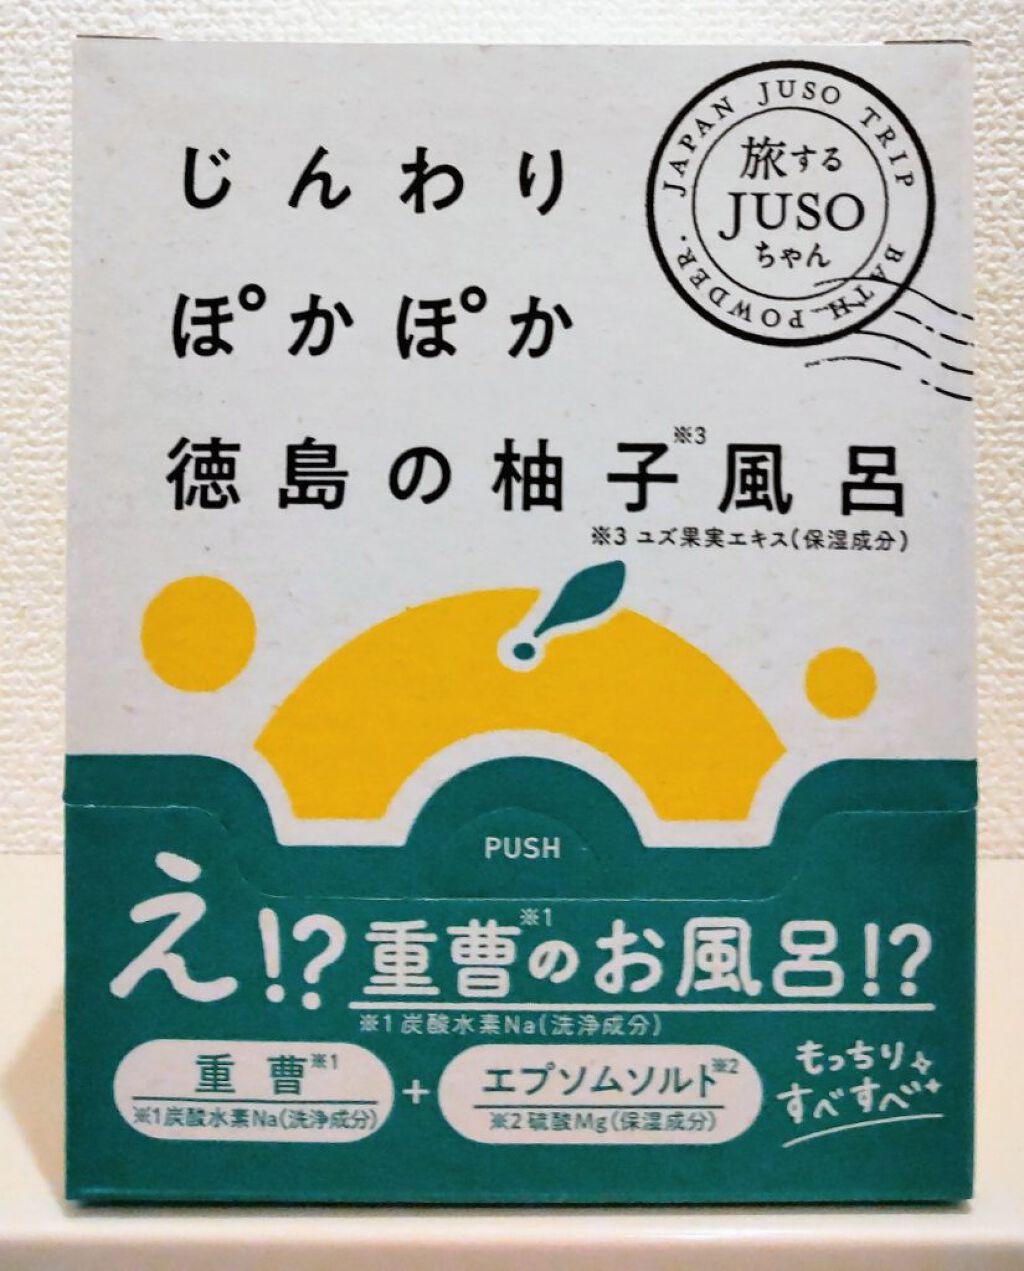 じんわり
ぽかぽか
徳島の柚子※3風呂
※3 ユズ果実エキス(保湿成分)
JAPAN JUSO TRIP
BATH POWDER.
旅する
JUSO
ちゃん
PUSH
え!?重曹※1のお風呂!?
※1 炭酸水素Na(洗浄成分)
重曹※1
※1炭酸水素Na(洗浄成分)
+
エプソムソルト※2
※2 硫酸Mg(保湿成分)
もっちり
すべすべ